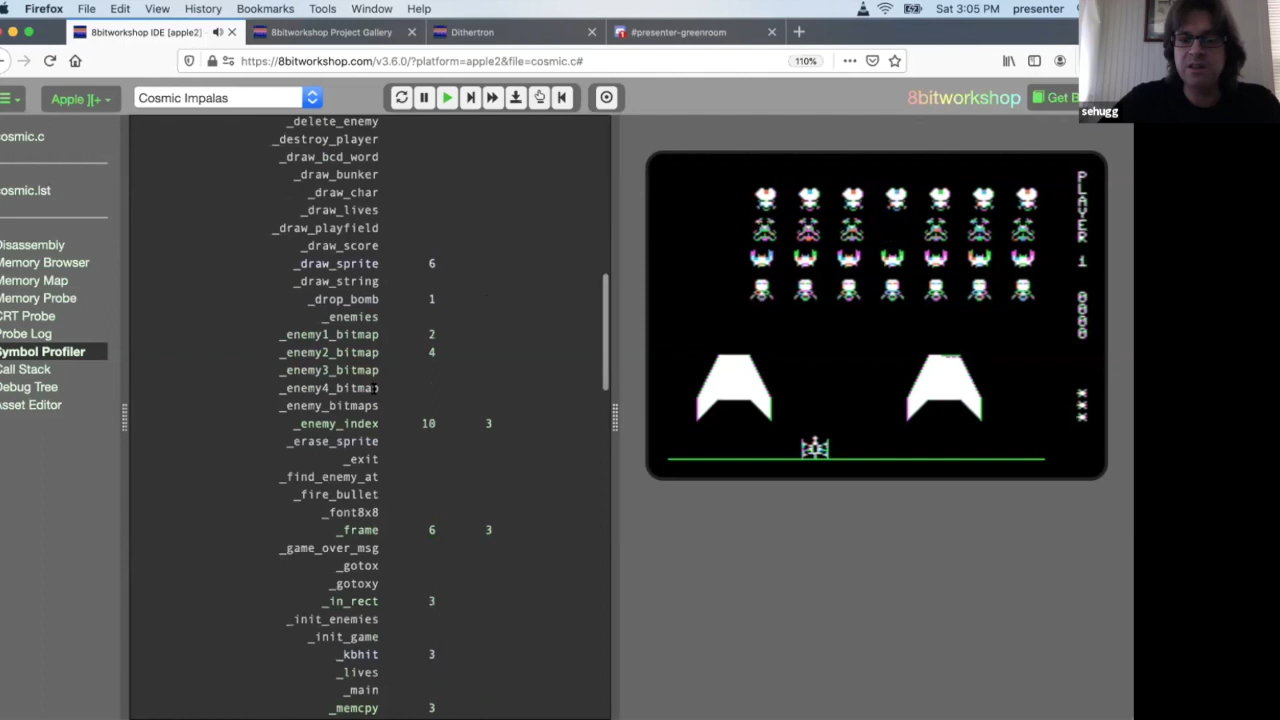 Firefox File Edit View History Bookmarks Tools Window Help Sat 3:05 PM presenter
8bitworkshop IDE [apple2] 8bitworkshop Project Gallery Dithertron #presenter-greenroom
https://8bitworkshop.com/v3.6.0/?platform=apple2&file=cosmic.c# 110%
Apple ][+ Cosmic Impalas 8bitworkshop Get B
sehugg
cosmic.c
cosmic.lst
Disassembly
Memory Browser
Memory Map
Memory Probe
CRT Probe
Probe Log
Symbol Profiler
Call Stack
Debug Tree
Asset Editor
_delete_enemy
_destroy_player
_draw_bcd_word
_draw_bunker
_draw_char
_draw_lives
_draw_playfield
_draw_score
_draw_sprite 6
_draw_string
_drop_bomb 1
_enemies
_enemy1_bitmap 2
_enemy2_bitmap 4
_enemy3_bitmap
_enemy4_bitmap
_enemy_bitmaps
_enemy_index 10 3
_erase_sprite
_exit
_find_enemy_at
_fire_bullet
_font8x8
_frame 6 3
_game_over_msg
_gotox
_gotoxy
_in_rect 3
_init_enemies
_init_game
_kbhit 3
_lives
_main
_memcpy 3
PLAYER 1 0000 ***